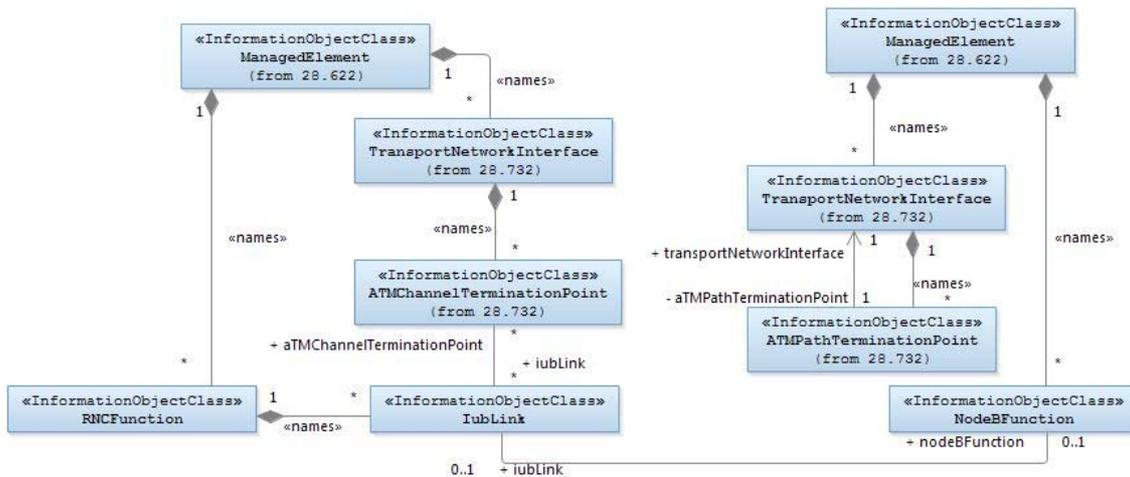 «InformationObjectClass»
ManagedElement
(from 28.622)
1
1
«names»
*
«InformationObjectClass»
TransportNetworkInterface
(from 28.732)
1
«names»
«names»
*
«InformationObjectClass»
ATMChannelTerminationPoint
(from 28.732)
*
+ aTMChannelTerminationPoint
+ iubLink
*
*
«InformationObjectClass»
RNCFunction
1
*
«names»
«InformationObjectClass»
IubLink
0..1
+ iubLink
«InformationObjectClass»
ManagedElement
(from 28.622)
1
1
«names»
*
«InformationObjectClass»
TransportNetworkInterface
(from 28.732)
«names»
+ transportNetworkInterface
1
1
- aTMPathTerminationPoint
1
«names»
*
«InformationObjectClass»
ATMPathTerminationPoint
(from 28.732)
*
«InformationObjectClass»
NodeBFunction
+ nodeBFunction
0..1